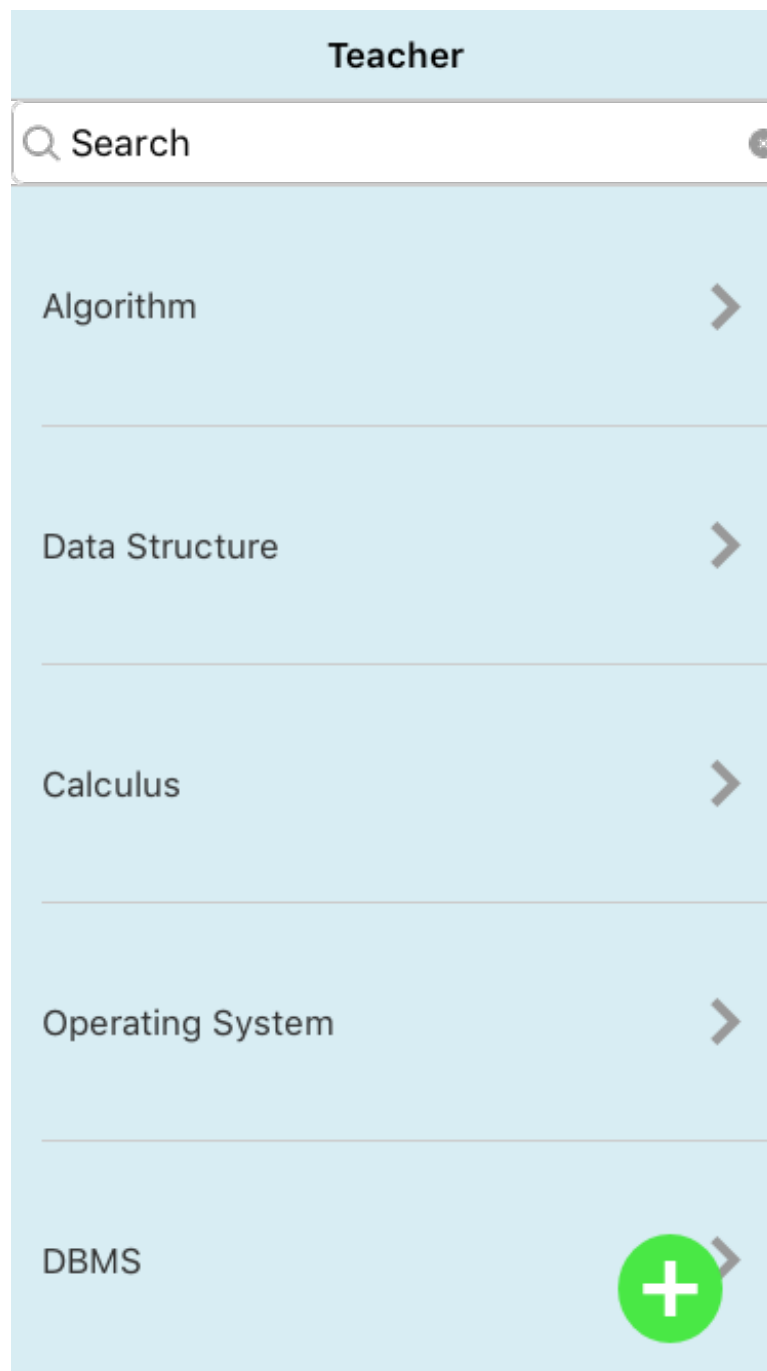 Teacher
Search
Algorithm
Data Structure
Calculus
Operating System
DBMS